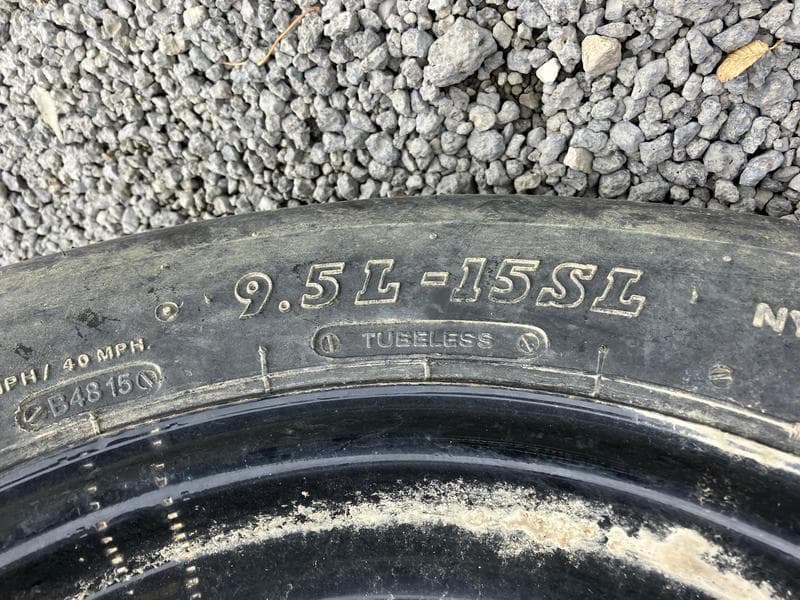 9.5L-15SL
TUBELESS
NY
MPH/ 40 MPH.
B4815